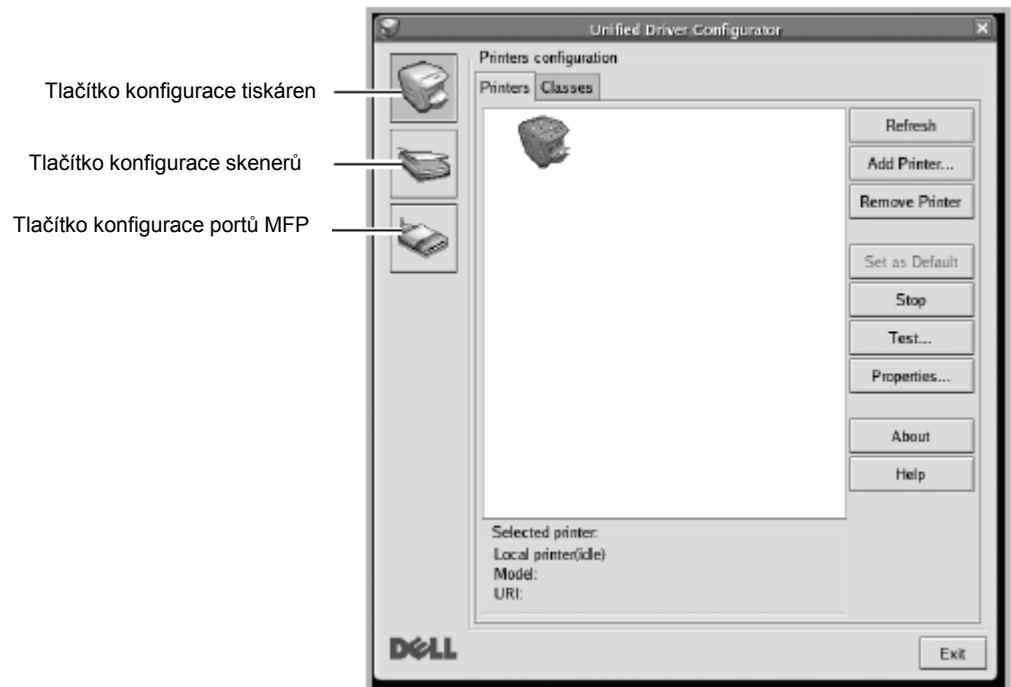 Unified Driver Configurator
Tlačítko konfigurace tiskáren
Tlačítko konfigurace skenerů
Tlačítko konfigurace portů MFP
Printers configuration
Printers
Classes
Refresh
Add Printer...
Remove Printer
Set as Default
Stop
Test...
Properties...
About
Help
Selected printer:
Local printer(idle)
Model:
URI:
DELL
Exit